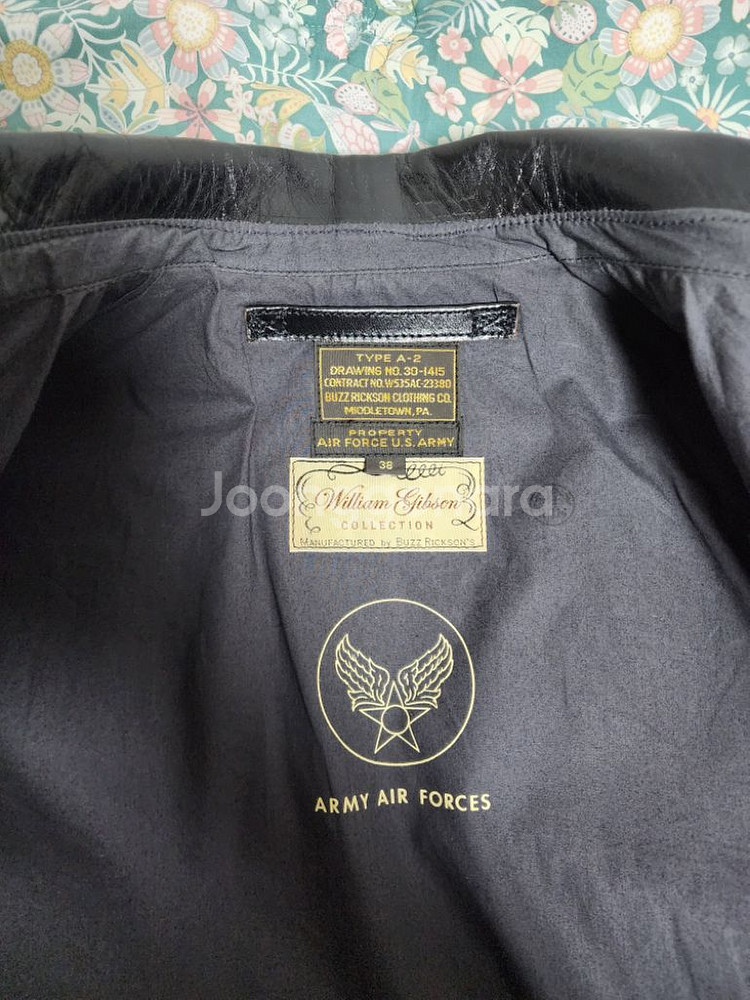 TYPE A-2
DRAWING NO. 30-1415
CONTRACT NO. W535AC-23380
BUZZ RICKSON CLOTHING CO.
MIDDLETOWN, PA.
PROPERTY
AIR FORCE U.S. ARMY
38
William Gibson
COLLECTION
MANUFACTURED by BUZZ RICKSON'S
ARMY AIR FORCES